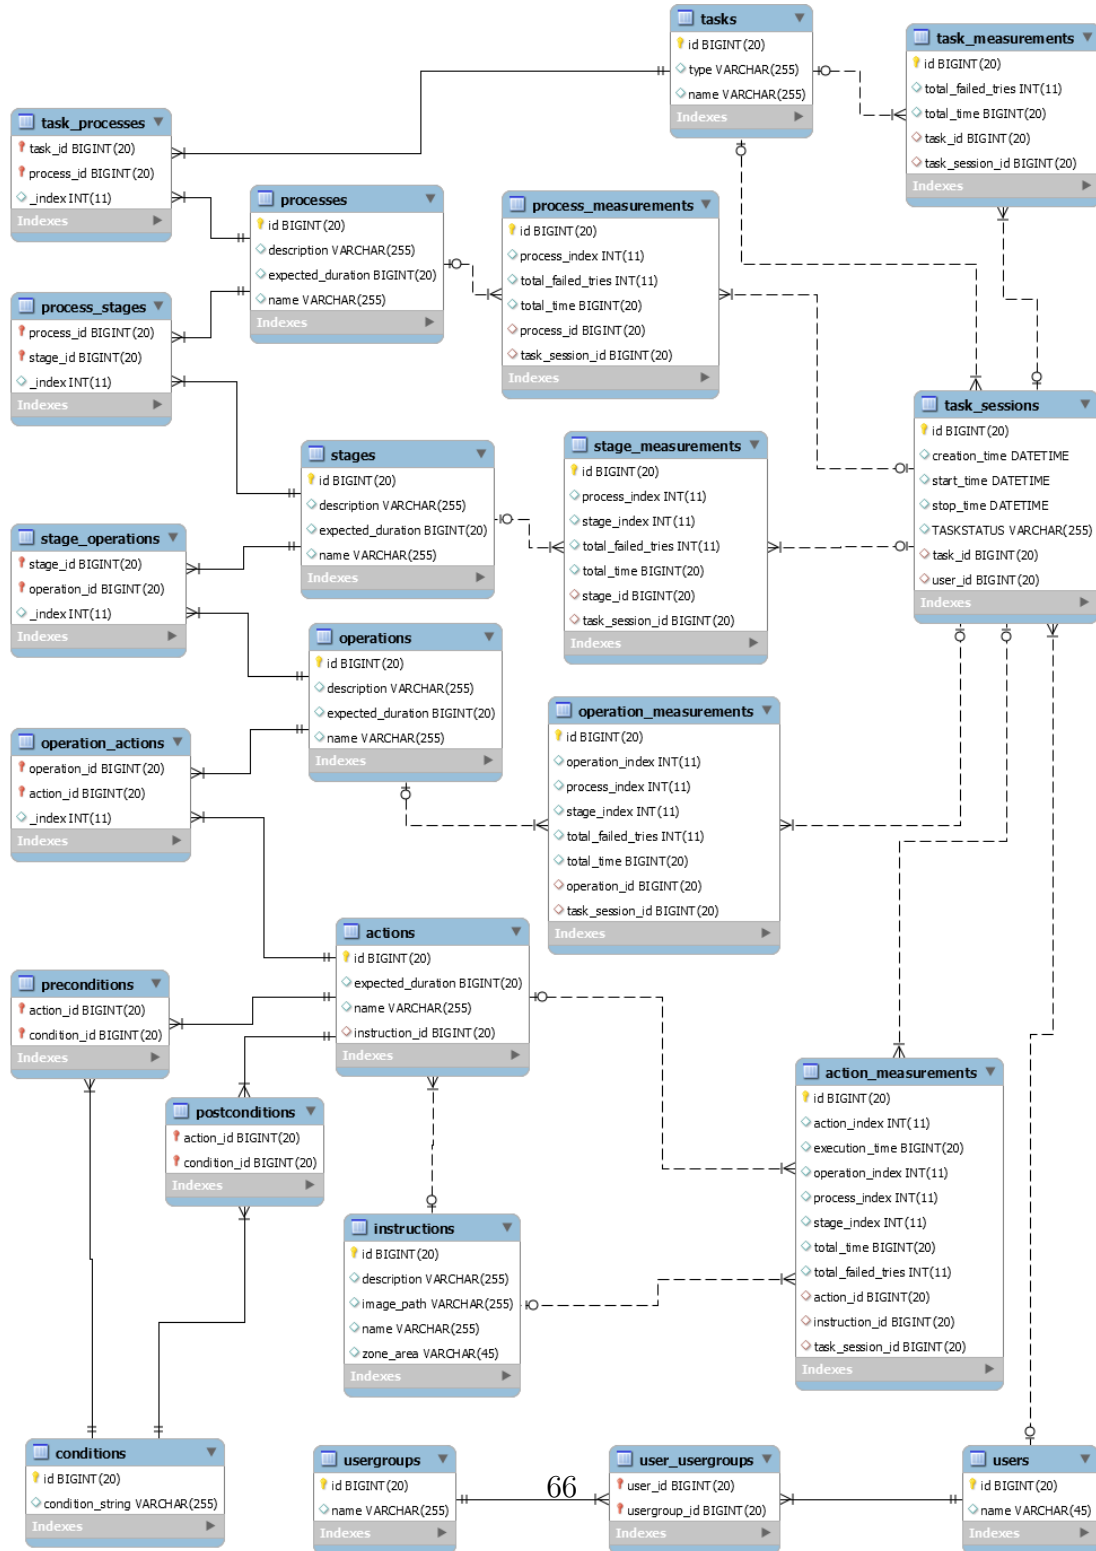 tasks
id BIGINT(20)
type VARCHAR(255)
name VARCHAR(255)
Indexes
task_measurements
id BIGINT(20)
total_failed_tries INT(11)
total_time BIGINT(20)
task_id BIGINT(20)
task_session_id BIGINT(20)
Indexes
task_processes
task_id BIGINT(20)
process_id BIGINT(20)
_index INT(11)
Indexes
processes
id BIGINT(20)
description VARCHAR(255)
expected_duration BIGINT(20)
name VARCHAR(255)
Indexes
process_measurements
id BIGINT(20)
process_index INT(11)
total_failed_tries INT(11)
total_time BIGINT(20)
process_id BIGINT(20)
task_session_id BIGINT(20)
Indexes
process_stages
process_id BIGINT(20)
stage_id BIGINT(20)
_index INT(11)
Indexes
task_sessions
id BIGINT(20)
creation_time DATETIME
start_time DATETIME
stop_time DATETIME
TASKSTATUS VARCHAR(255)
task_id BIGINT(20)
user_id BIGINT(20)
Indexes
stages
id BIGINT(20)
description VARCHAR(255)
expected_duration BIGINT(20)
name VARCHAR(255)
Indexes
stage_measurements
id BIGINT(20)
process_index INT(11)
stage_index INT(11)
total_failed_tries INT(11)
total_time BIGINT(20)
stage_id BIGINT(20)
task_session_id BIGINT(20)
Indexes
stage_operations
stage_id BIGINT(20)
operation_id BIGINT(20)
_index INT(11)
Indexes
operations
id BIGINT(20)
description VARCHAR(255)
expected_duration BIGINT(20)
name VARCHAR(255)
Indexes
operation_measurements
id BIGINT(20)
operation_index INT(11)
process_index INT(11)
stage_index INT(11)
total_failed_tries INT(11)
total_time BIGINT(20)
operation_id BIGINT(20)
task_session_id BIGINT(20)
Indexes
operation_actions
operation_id BIGINT(20)
action_id BIGINT(20)
_index INT(11)
Indexes
actions
id BIGINT(20)
expected_duration BIGINT(20)
name VARCHAR(255)
instruction_id BIGINT(20)
Indexes
preconditions
action_id BIGINT(20)
condition_id BIGINT(20)
Indexes
postconditions
action_id BIGINT(20)
condition_id BIGINT(20)
Indexes
action_measurements
id BIGINT(20)
action_index INT(11)
execution_time BIGINT(20)
operation_index INT(11)
process_index INT(11)
stage_index INT(11)
total_time BIGINT(20)
total_failed_tries INT(11)
action_id BIGINT(20)
instruction_id BIGINT(20)
task_session_id BIGINT(20)
Indexes
instructions
id BIGINT(20)
description VARCHAR(255)
image_path VARCHAR(255)
name VARCHAR(255)
zone_area VARCHAR(45)
Indexes
conditions
id BIGINT(20)
condition_string VARCHAR(255)
Indexes
usergroups
id BIGINT(20)
name VARCHAR(255)
Indexes
66
user_usergroups
user_id BIGINT(20)
usergroup_id BIGINT(20)
Indexes
users
id BIGINT(20)
name VARCHAR(45)
Indexes